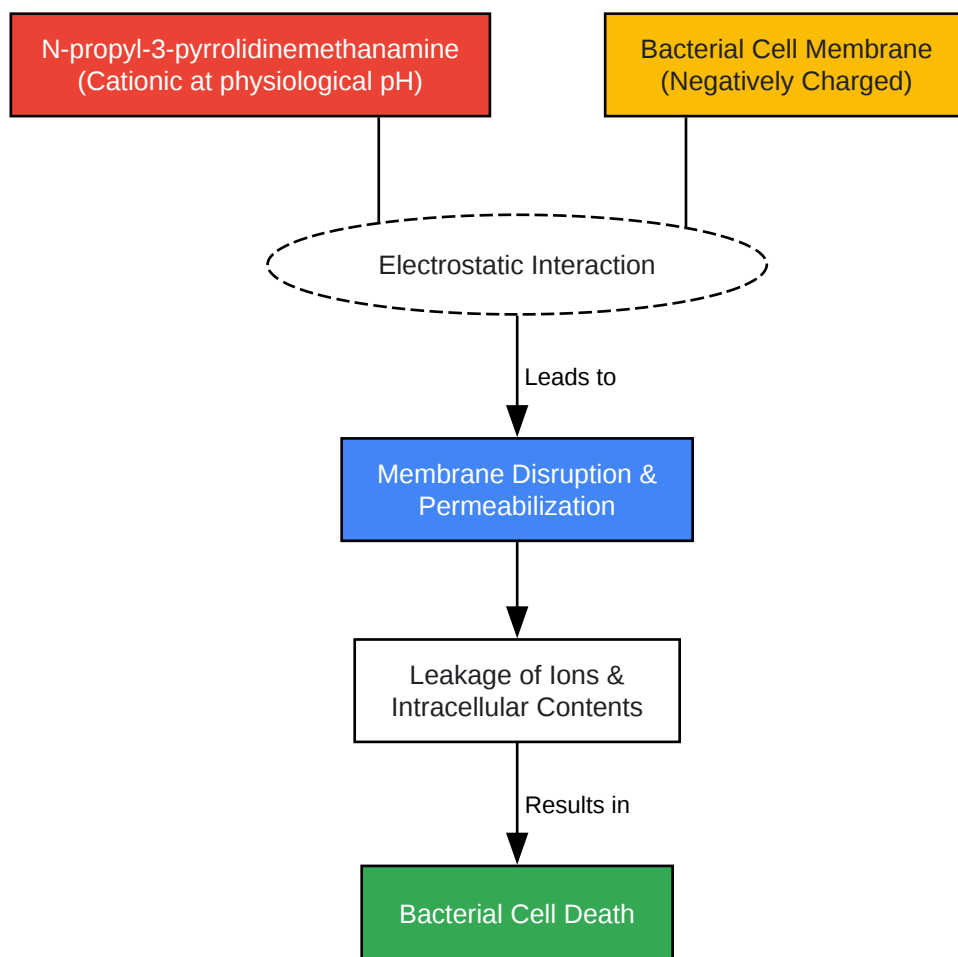 N-propyl-3-pyrrolidinemethanamine
(Cationic at physiological pH)
Bacterial Cell Membrane
(Negatively Charged)
Electrostatic Interaction
Leads to
Membrane Disruption &
Permeabilization
Leakage of Ions &
Intracellular Contents
Results in
Bacterial Cell Death